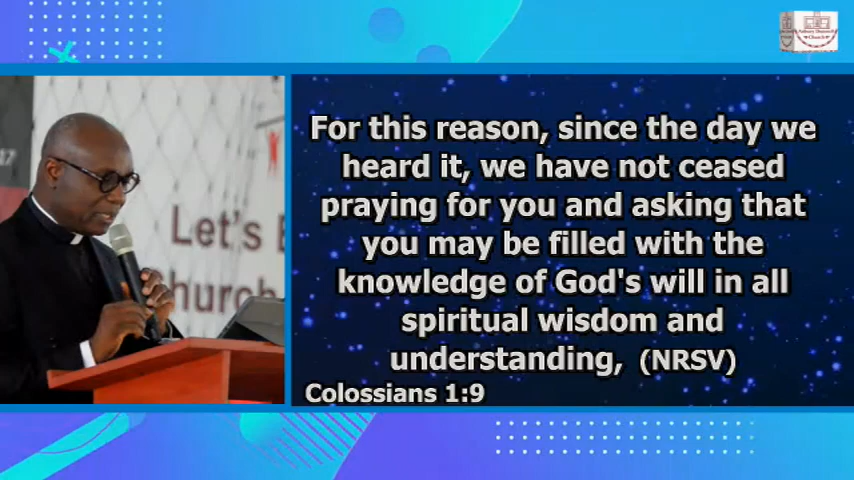 For this reason, since the day we
heard it, we have not ceased
praying for you and asking that
you may be filled with the
knowledge of God's will in all
spiritual wisdom and
understanding, (NRSV)
Colossians 1:9
Let's
hurch
47
Church